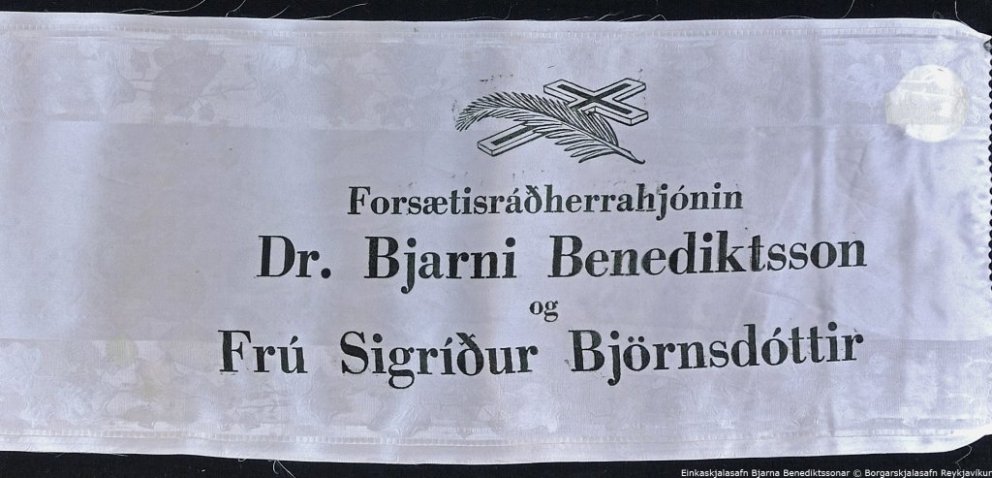 Forsætisráðherrahjónin
Dr. Bjarni Benediktsson
og
Frú Sigríður Björnsdóttir
Einkaskjalasafn Bjarna Benediktssonar © Borgarskjalasafn Reykjavíkur